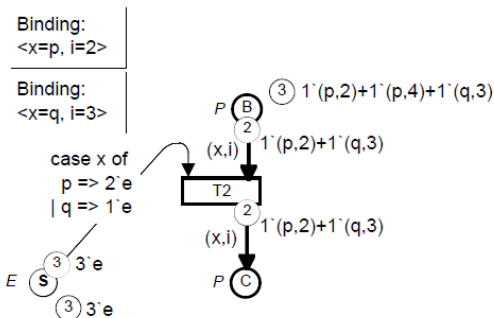 Binding:
<x=p, i=2>
Binding:
<x=q, i=3>
P B 3 1`(p,2)+1`(p,4)+1`(q,3)
2 1`(p,2)+1`(q,3)
(x,i)
case x of
p => 2`e
| q => 1`e
T2
2 1`(p,2)+1`(q,3)
(x,i)
E S 3 3`e
P C
3 3`e